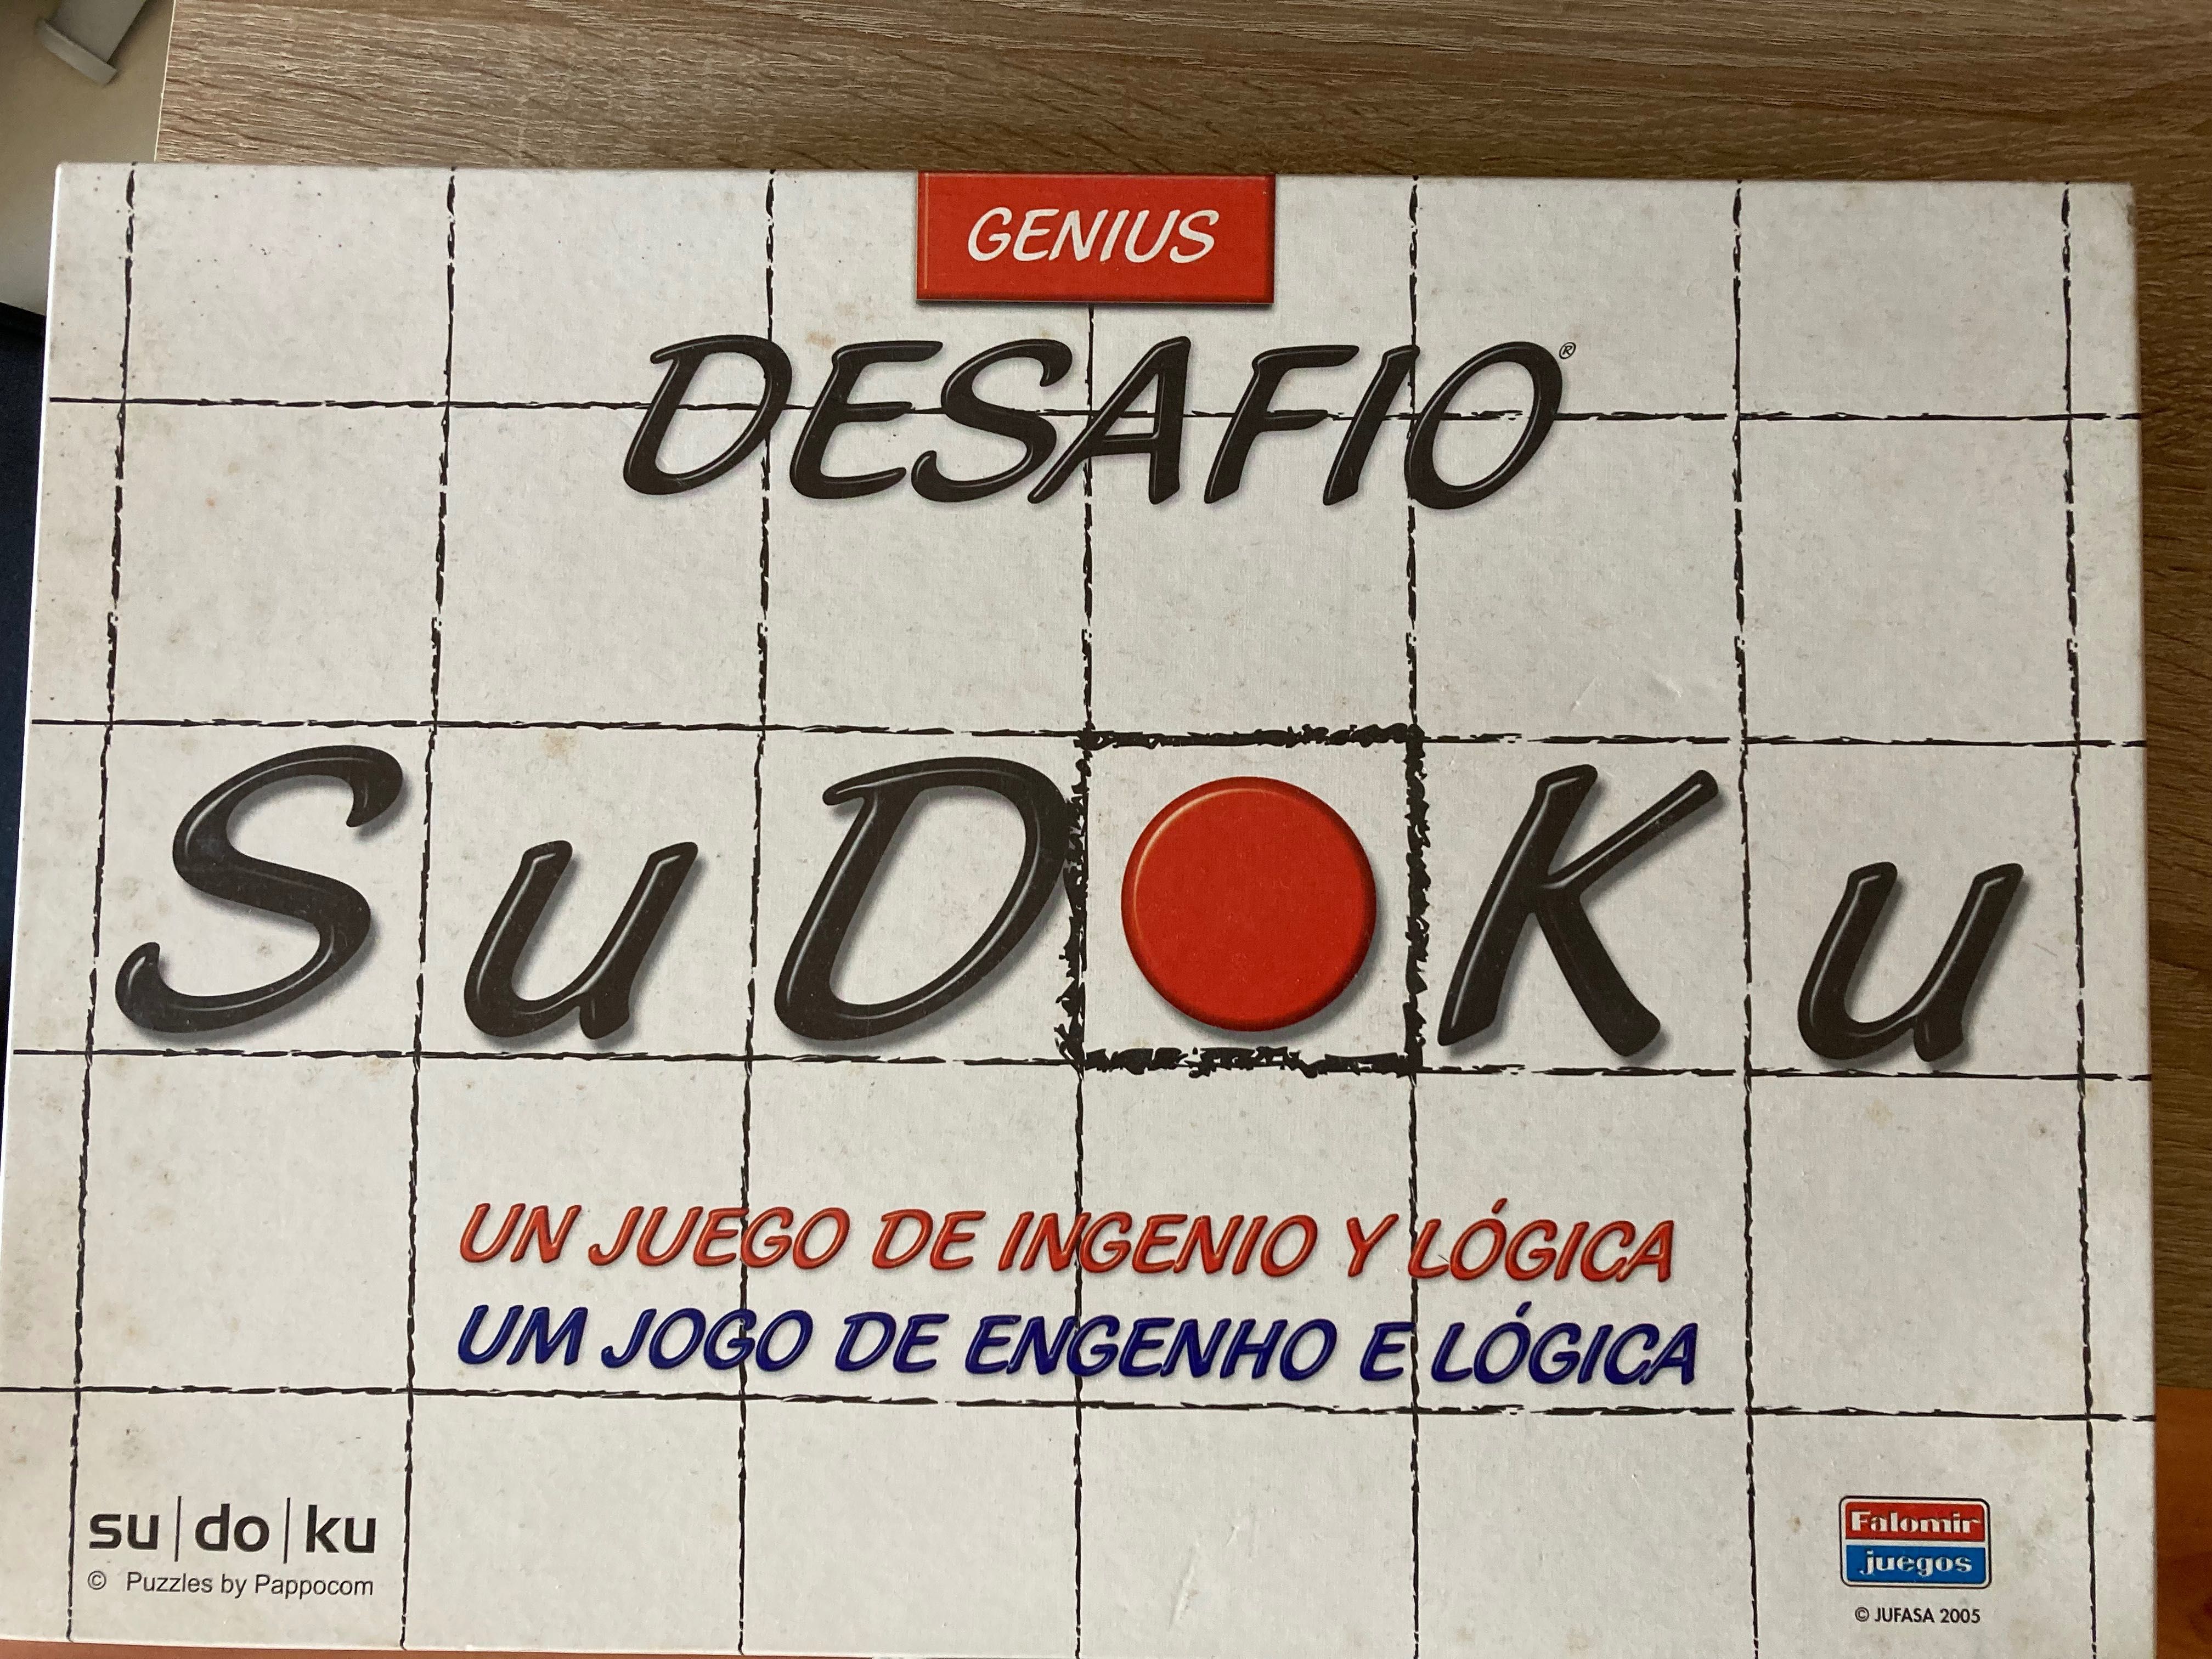 GENIUS
DESAFIO®
SuDoKu
UN JUEGO DE INGENIO Y LÓGICA
UM JOGO DE ENGENHO E LÓGICA
su|do|ku
© Puzzles by Pappocom
Falomir
juegos
© JUFASA 2005